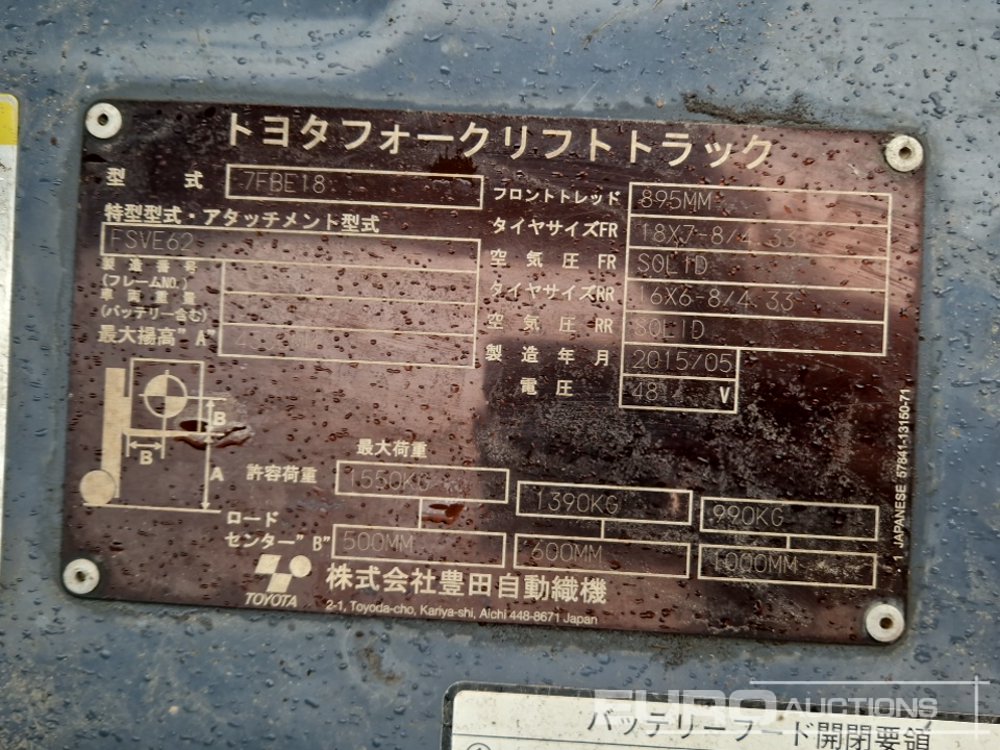 トヨタフォークリフトトラック
型 式 7FBE18
特型型式・アタッチメント型式
FSVE62
製造番号
(フレームNO.)
車両重量
(バッテリー含む)
最大揚高"A"
フロントトレッド 895MM
タイヤサイズFR 18X7-8/4.33
空気圧FR SOLID
タイヤサイズRR 16X6-8/4.33
空気圧RR SOLID
製造年月 2015/05
電圧 48 V
B
B
A
最大荷重
許容荷重 1550KG 1390KG 990KG
ロード
センター"B" 500MM 600MM 1000MM
TOYOTA
株式会社豊田自動織機
2-1, Toyoda-cho, Kariya-shi, Aichi 448-8671 Japan
JAPANESE 57841-13150-71
バッテリーフード開閉要領
EURO AUCTIONS